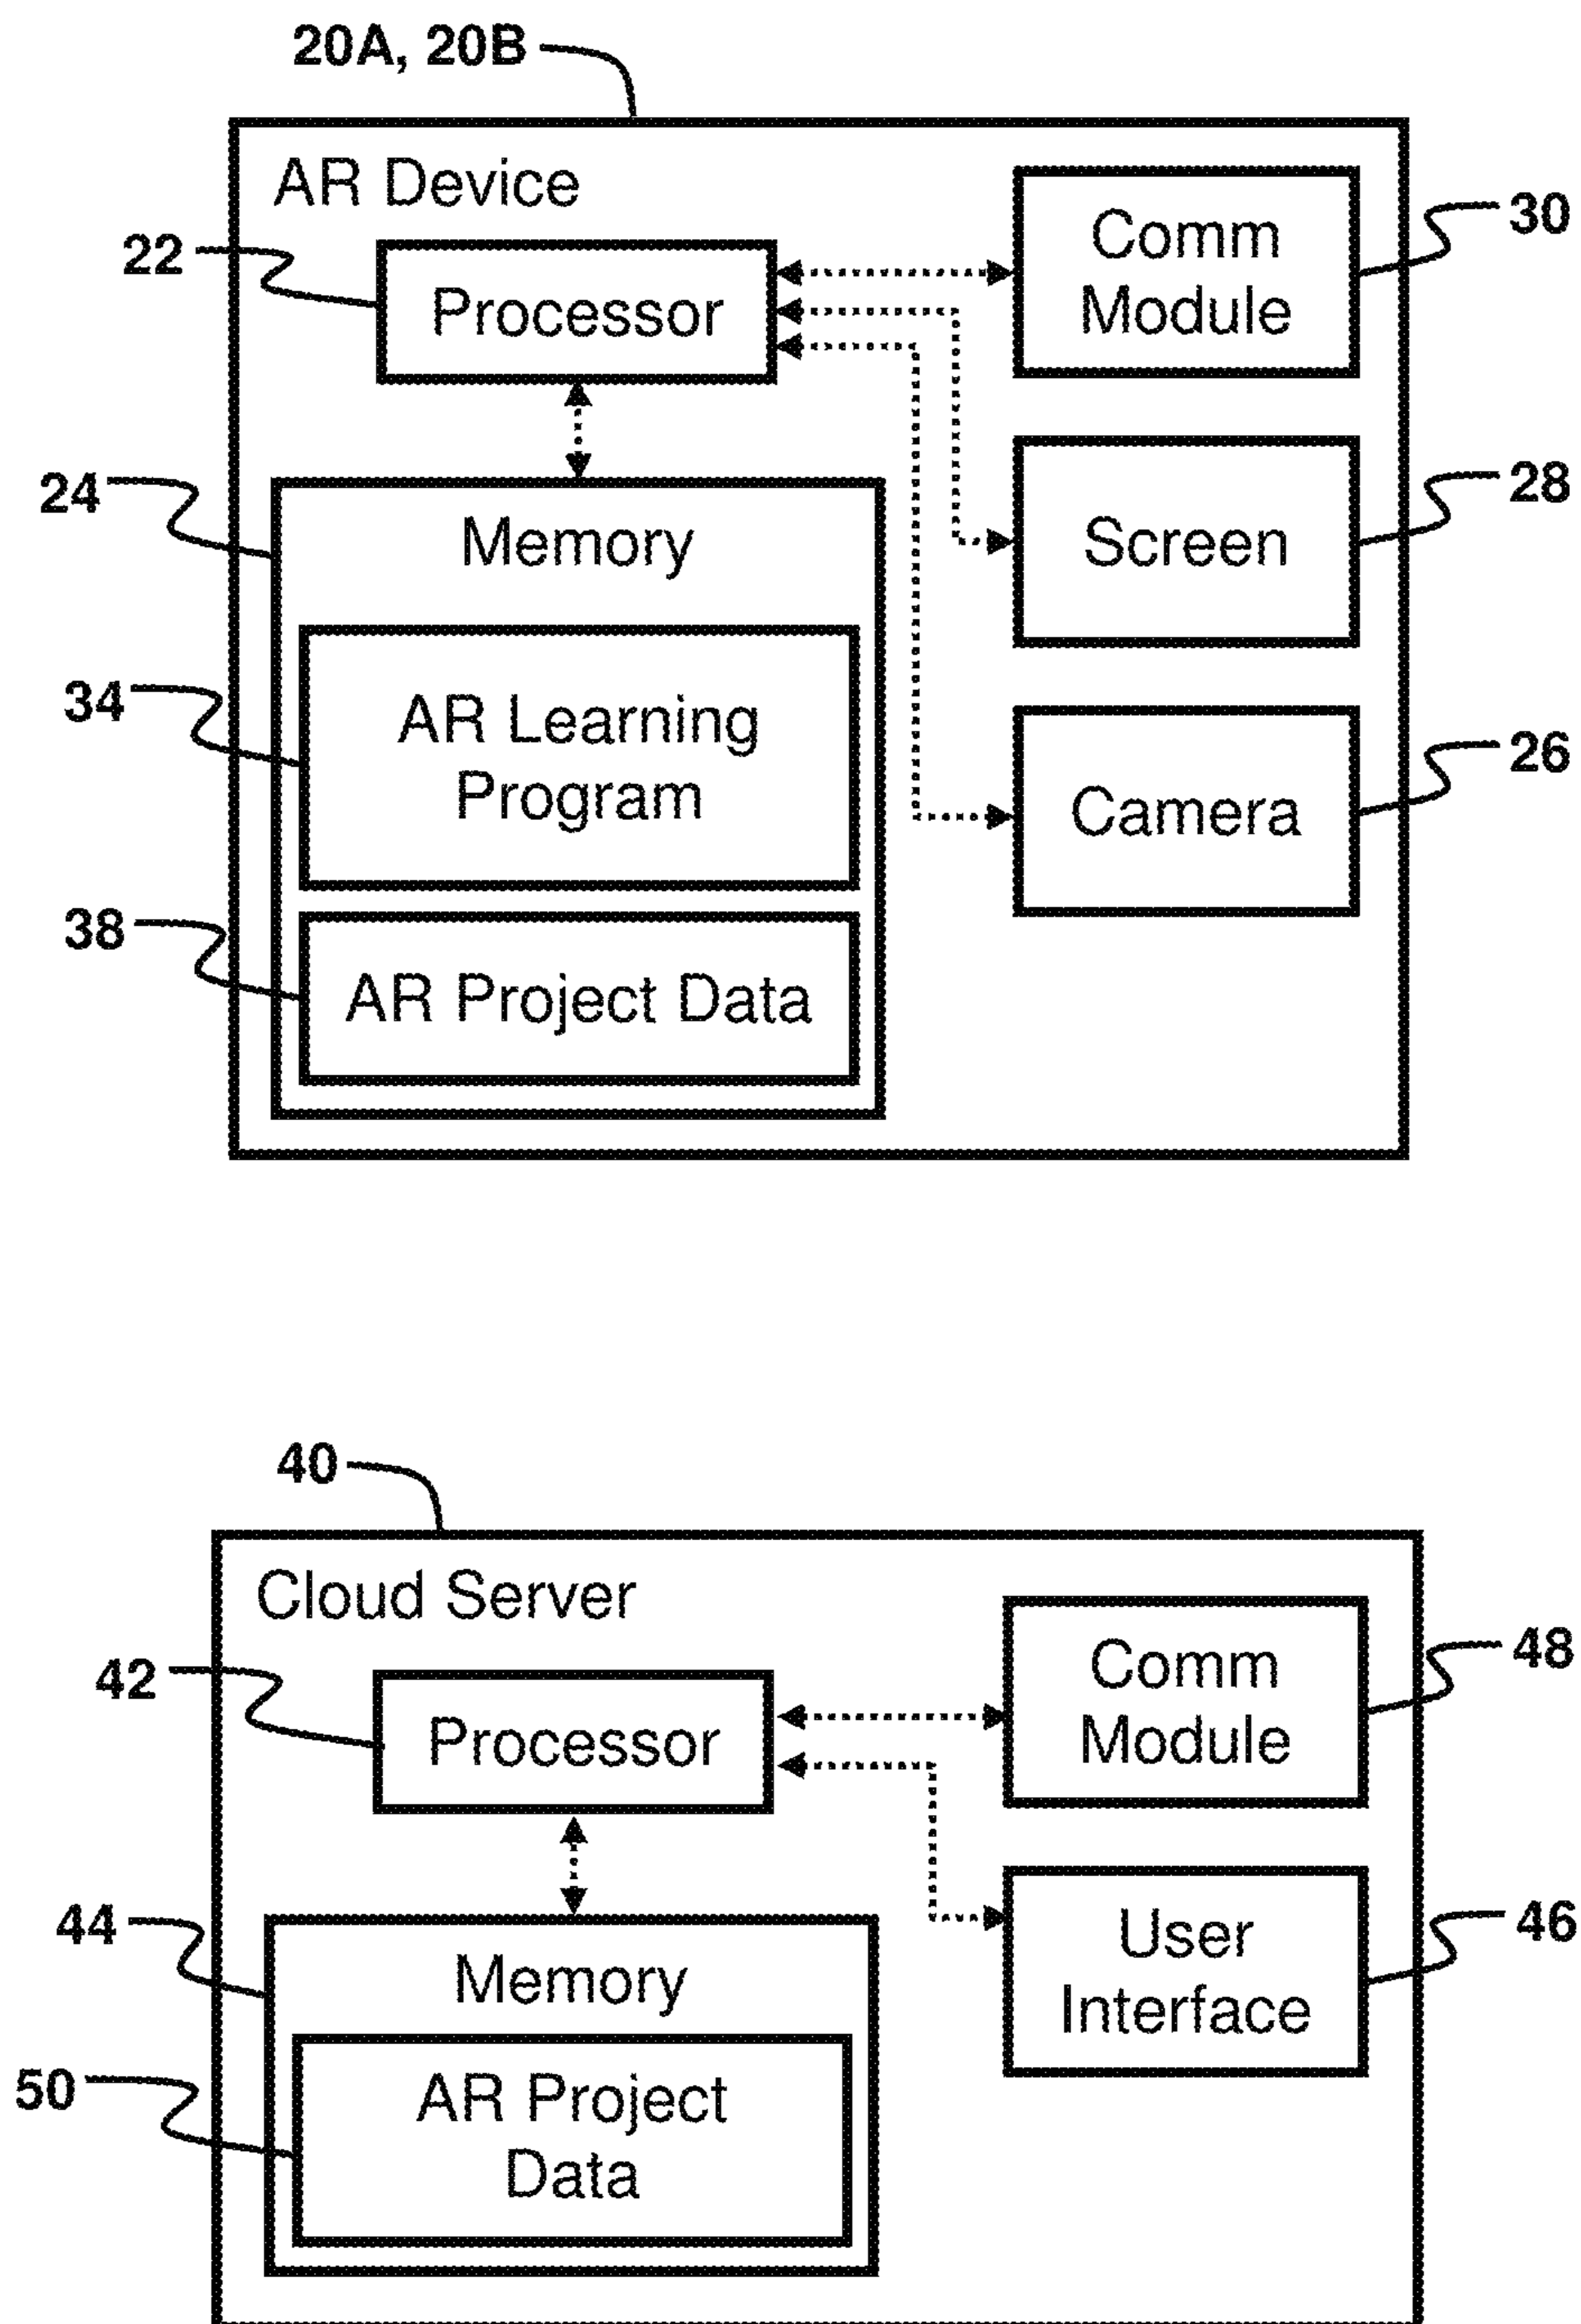 20A, 20B
AR Device
22
Processor
Comm
Module
30
24
Memory
Screen
28
34
AR Learning
Program
Camera
26
38
AR Project Data
40
Cloud Server
42
Processor
Comm
Module
48
44
Memory
User
Interface
46
50
AR Project
Data